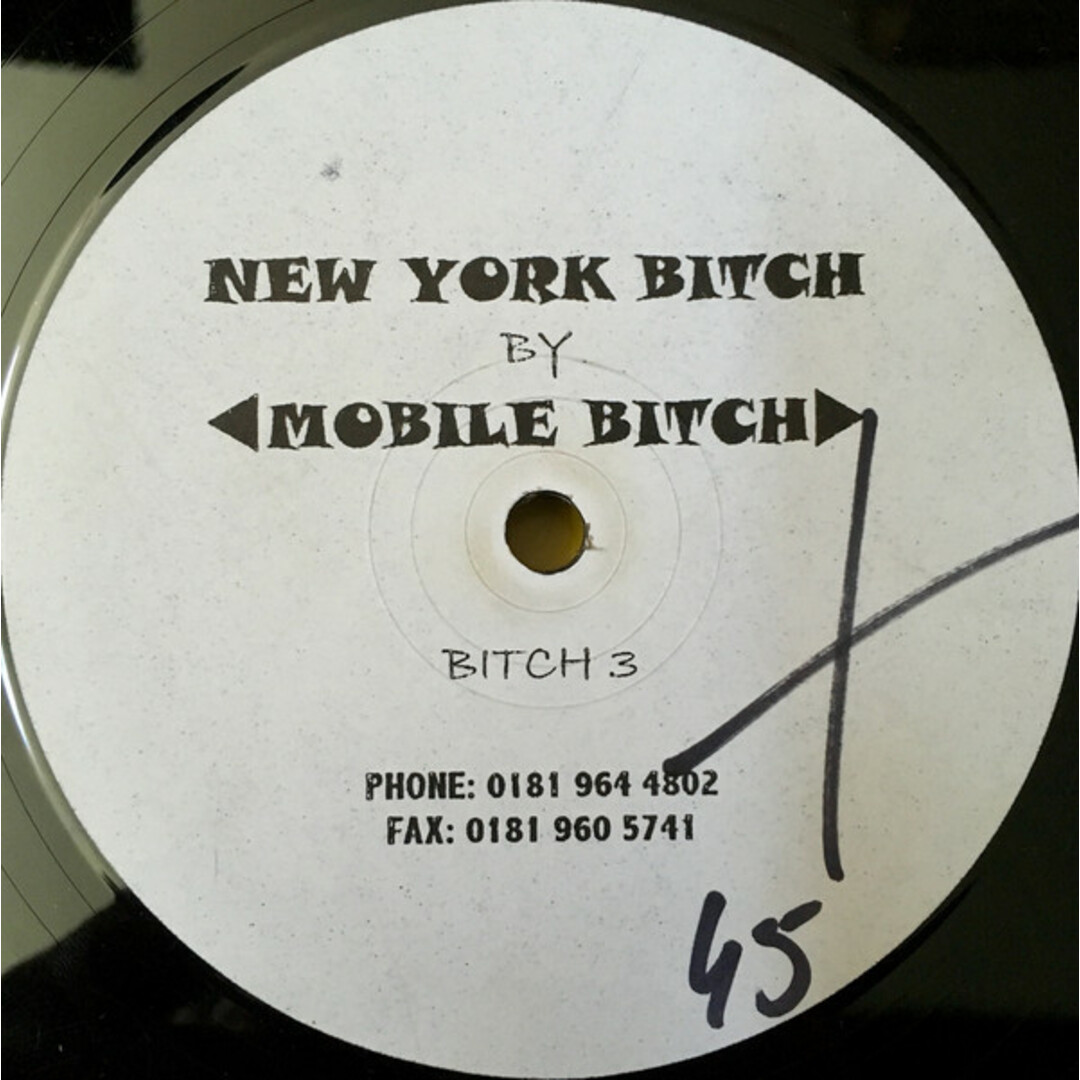 NEW YORK BITCH
BY
MOBILE BITCH
BITCH 3
PHONE: 0181 964 4802
FAX: 0181 960 5741
45